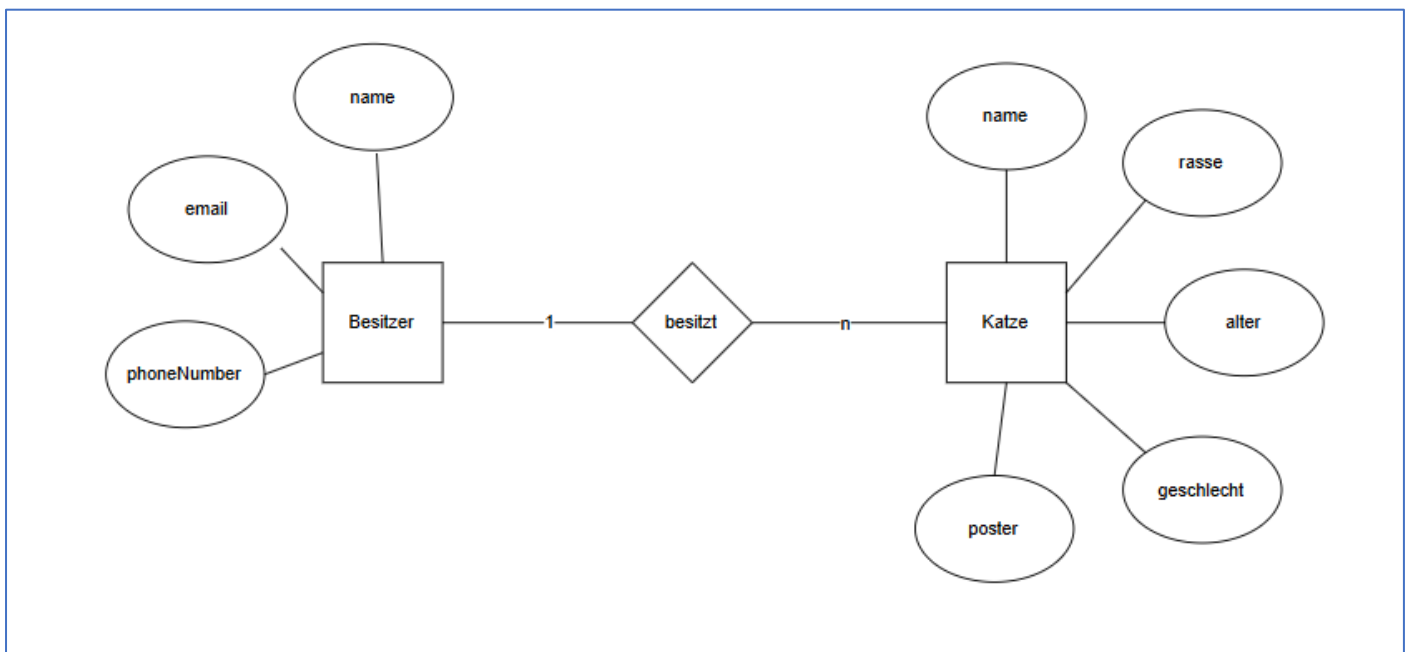 name
name
rasse
email
Besitzer
1
besitzt
n
Katze
alter
phoneNumber
geschlecht
poster